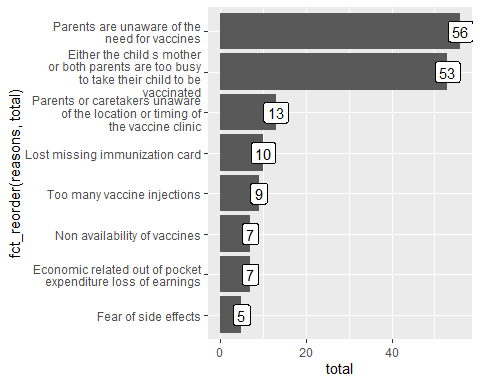 Parents are unaware of the
need for vaccines
56
Either the child s mother
or both parents are too busy
to take their child to be
vaccinated
53
Parents or caretakers unaware
of the location or timing of
the vaccine clinic
13
Lost missing immunization card
10
Too many vaccine injections
9
Non availability of vaccines
7
Economic related out of pocket
expenditure loss of earnings
7
Fear of side effects
5
fct_reorder(reasons, total)
0 20 40
total